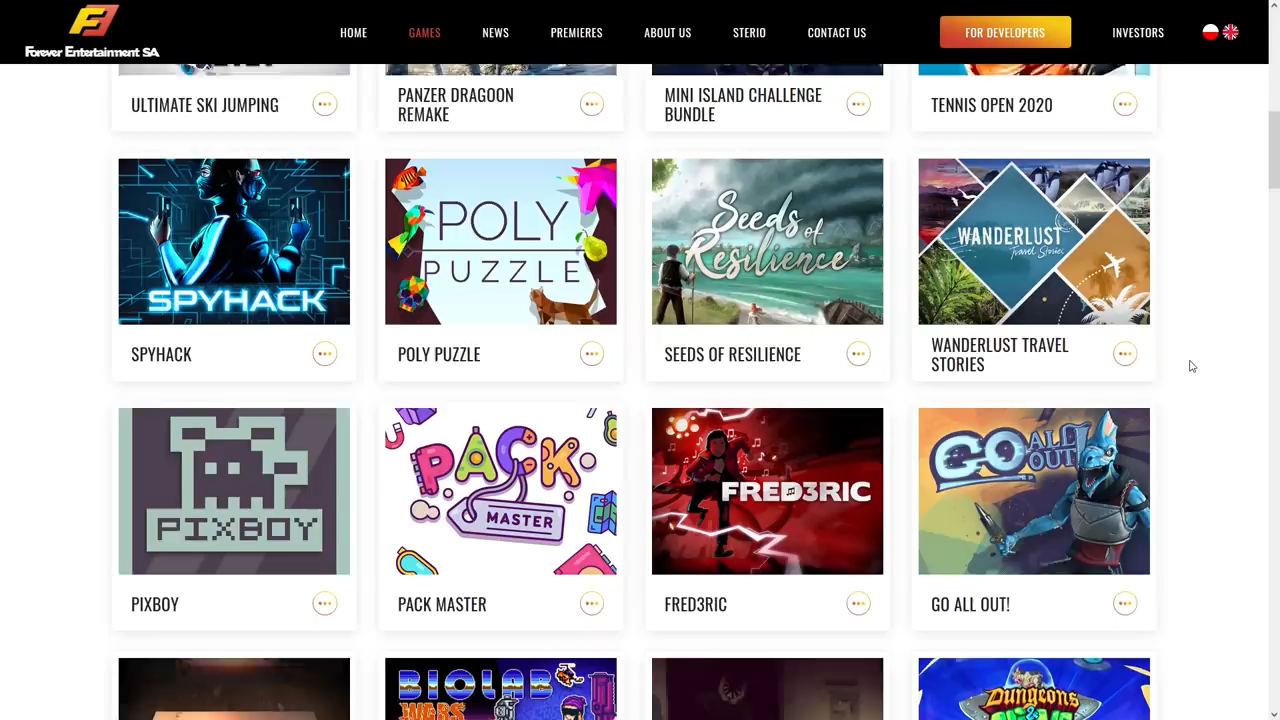 Forever Entertainment SA
HOME
GAMES
NEWS
PREMIERES
ABOUT US
STERIO
CONTACT US
FOR DEVELOPERS
INVESTORS
ULTIMATE SKI JUMPING
PANZER DRAGOON
REMAKE
MINI ISLAND CHALLENGE
BUNDLE
TENNIS OPEN 2020
SPYHACK
POLY
PUZZLE
Seeds of
Resilience
WANDERLUST
Travel Stories
SPYHACK
POLY PUZZLE
SEEDS OF RESILIENCE
WANDERLUST TRAVEL
STORIES
PIXBOY
PACK
MASTER
FRED3RIC
GO ALL
OUT!
PIXBOY
PACK MASTER
FRED3RIC
GO ALL OUT!
BIOLAB
WARS
DUNGEONS
&